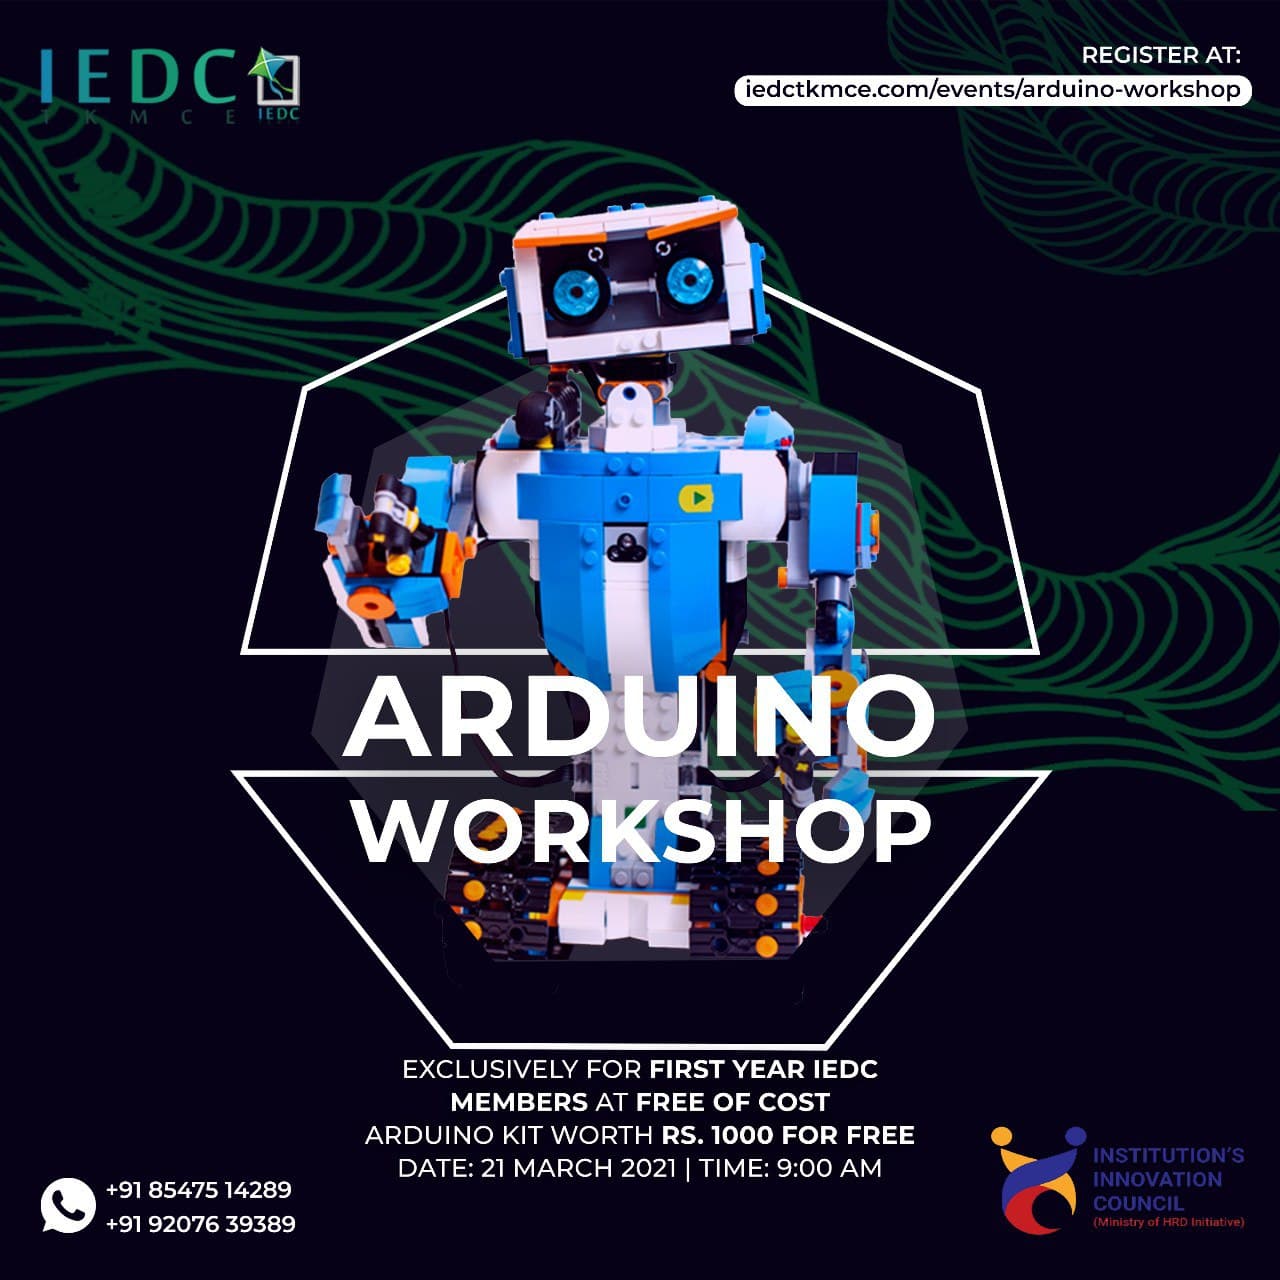 IEDC
TKMCE
IEDC
REGISTER AT:
iedctkmce.com/events/arduino-workshop
ARDUINO
WORKSHOP
EXCLUSIVELY FOR FIRST YEAR IEDC
MEMBERS AT FREE OF COST
ARDUINO KIT WORTH RS. 1000 FOR FREE
DATE: 21 MARCH 2021 | TIME: 9:00 AM
+91 85475 14289
+91 92076 39389
INSTITUTION'S
INNOVATION
COUNCIL
(Ministry of HRD Initiative)